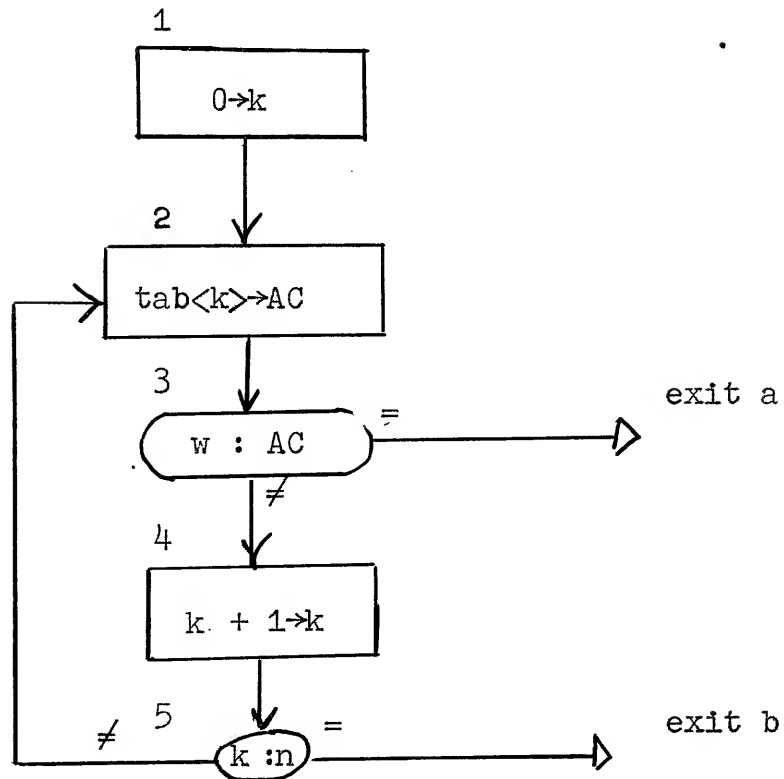 1
0→k
2
tab<k>→AC
3
w : AC
=
exit a
≠
4
k + 1→k
5
≠
k :n
=
exit b